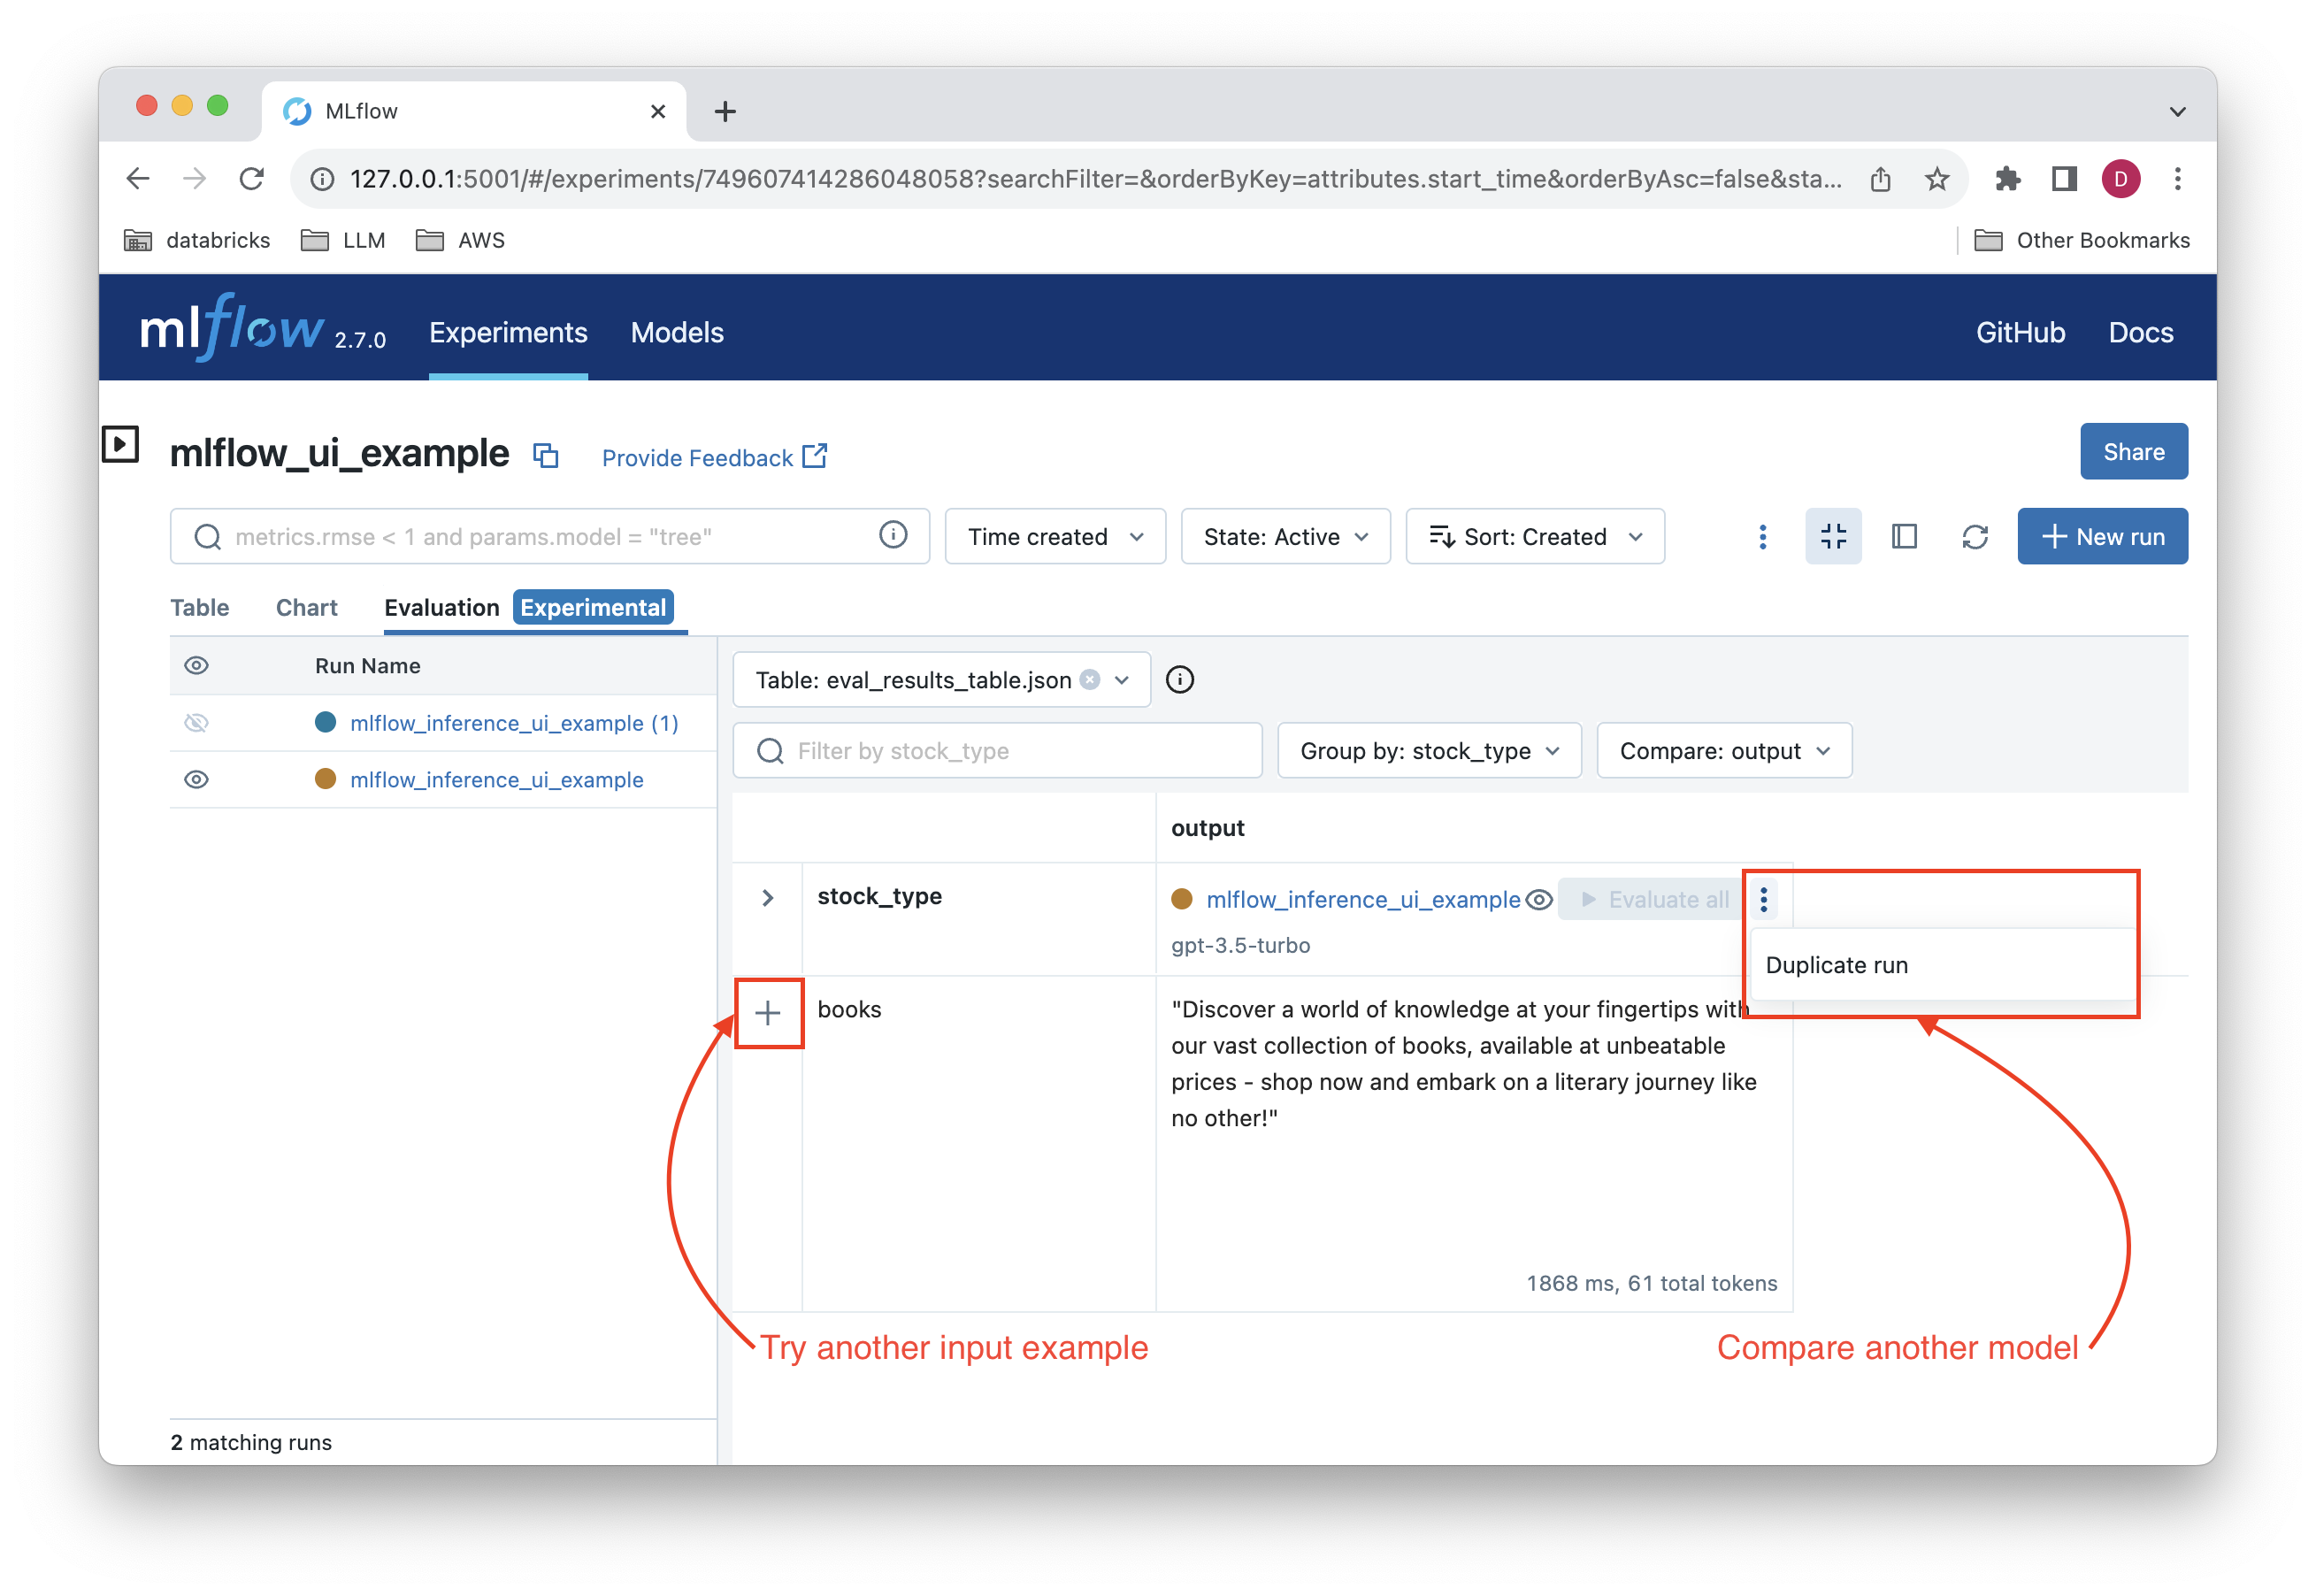 MLflow
127.0.0.1:5001/#/experiments/749607414286048058?searchFilter=&orderByKey=attributes.start_time&orderByAsc=false&sta...
D
databricks
LLM
AWS
Other Bookmarks
mlflow 2.7.0
Experiments
Models
GitHub
Docs
mlflow_ui_example
Provide Feedback
Share
metrics.rmse < 1 and params.model = "tree"
Time created
State: Active
Sort: Created
New run
Table
Chart
Evaluation
Experimental
Run Name
mlflow_inference_ui_example (1)
mlflow_inference_ui_example
2 matching runs
Table: eval_results_table.json
Filter by stock_type
Group by: stock_type
Compare: output
output
stock_type
mlflow_inference_ui_example
Evaluate all
gpt-3.5-turbo
Duplicate run
books
"Discover a world of knowledge at your fingertips with
our vast collection of books, available at unbeatable
prices - shop now and embark on a literary journey like
no other!"
1868 ms, 61 total tokens
Try another input example
Compare another model